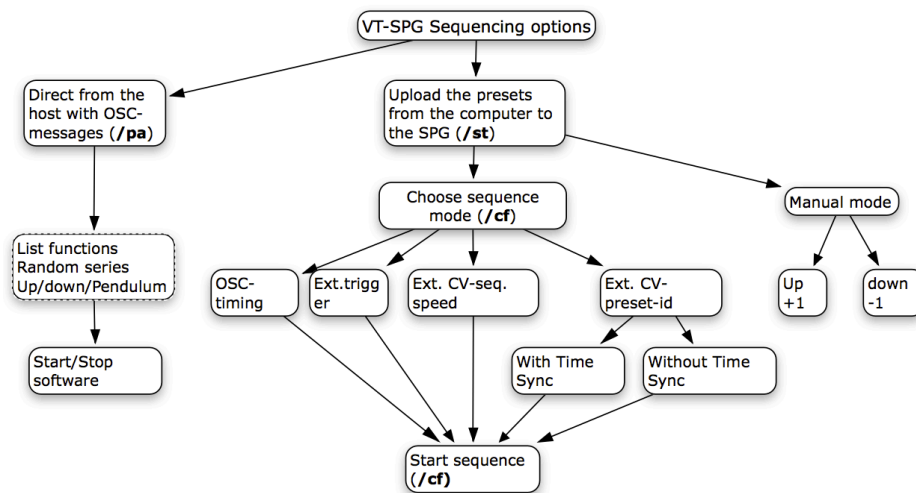 VT-SPG Sequencing options
Direct from the
host with OSC-
messages (/pa)
Upload the presets
from the computer to
the SPG (/st)
Choose sequence
mode (/cf)
Manual mode
List functions
Random series
Up/down/Pendulum
OSC-
timing
Ext.trigg
er
Ext. CV-seq.
speed
Ext. CV-
preset-id
Up
+1
down
-1
Start/Stop
software
With Time
Sync
Without Time
Sync
Start sequence
(/cf)